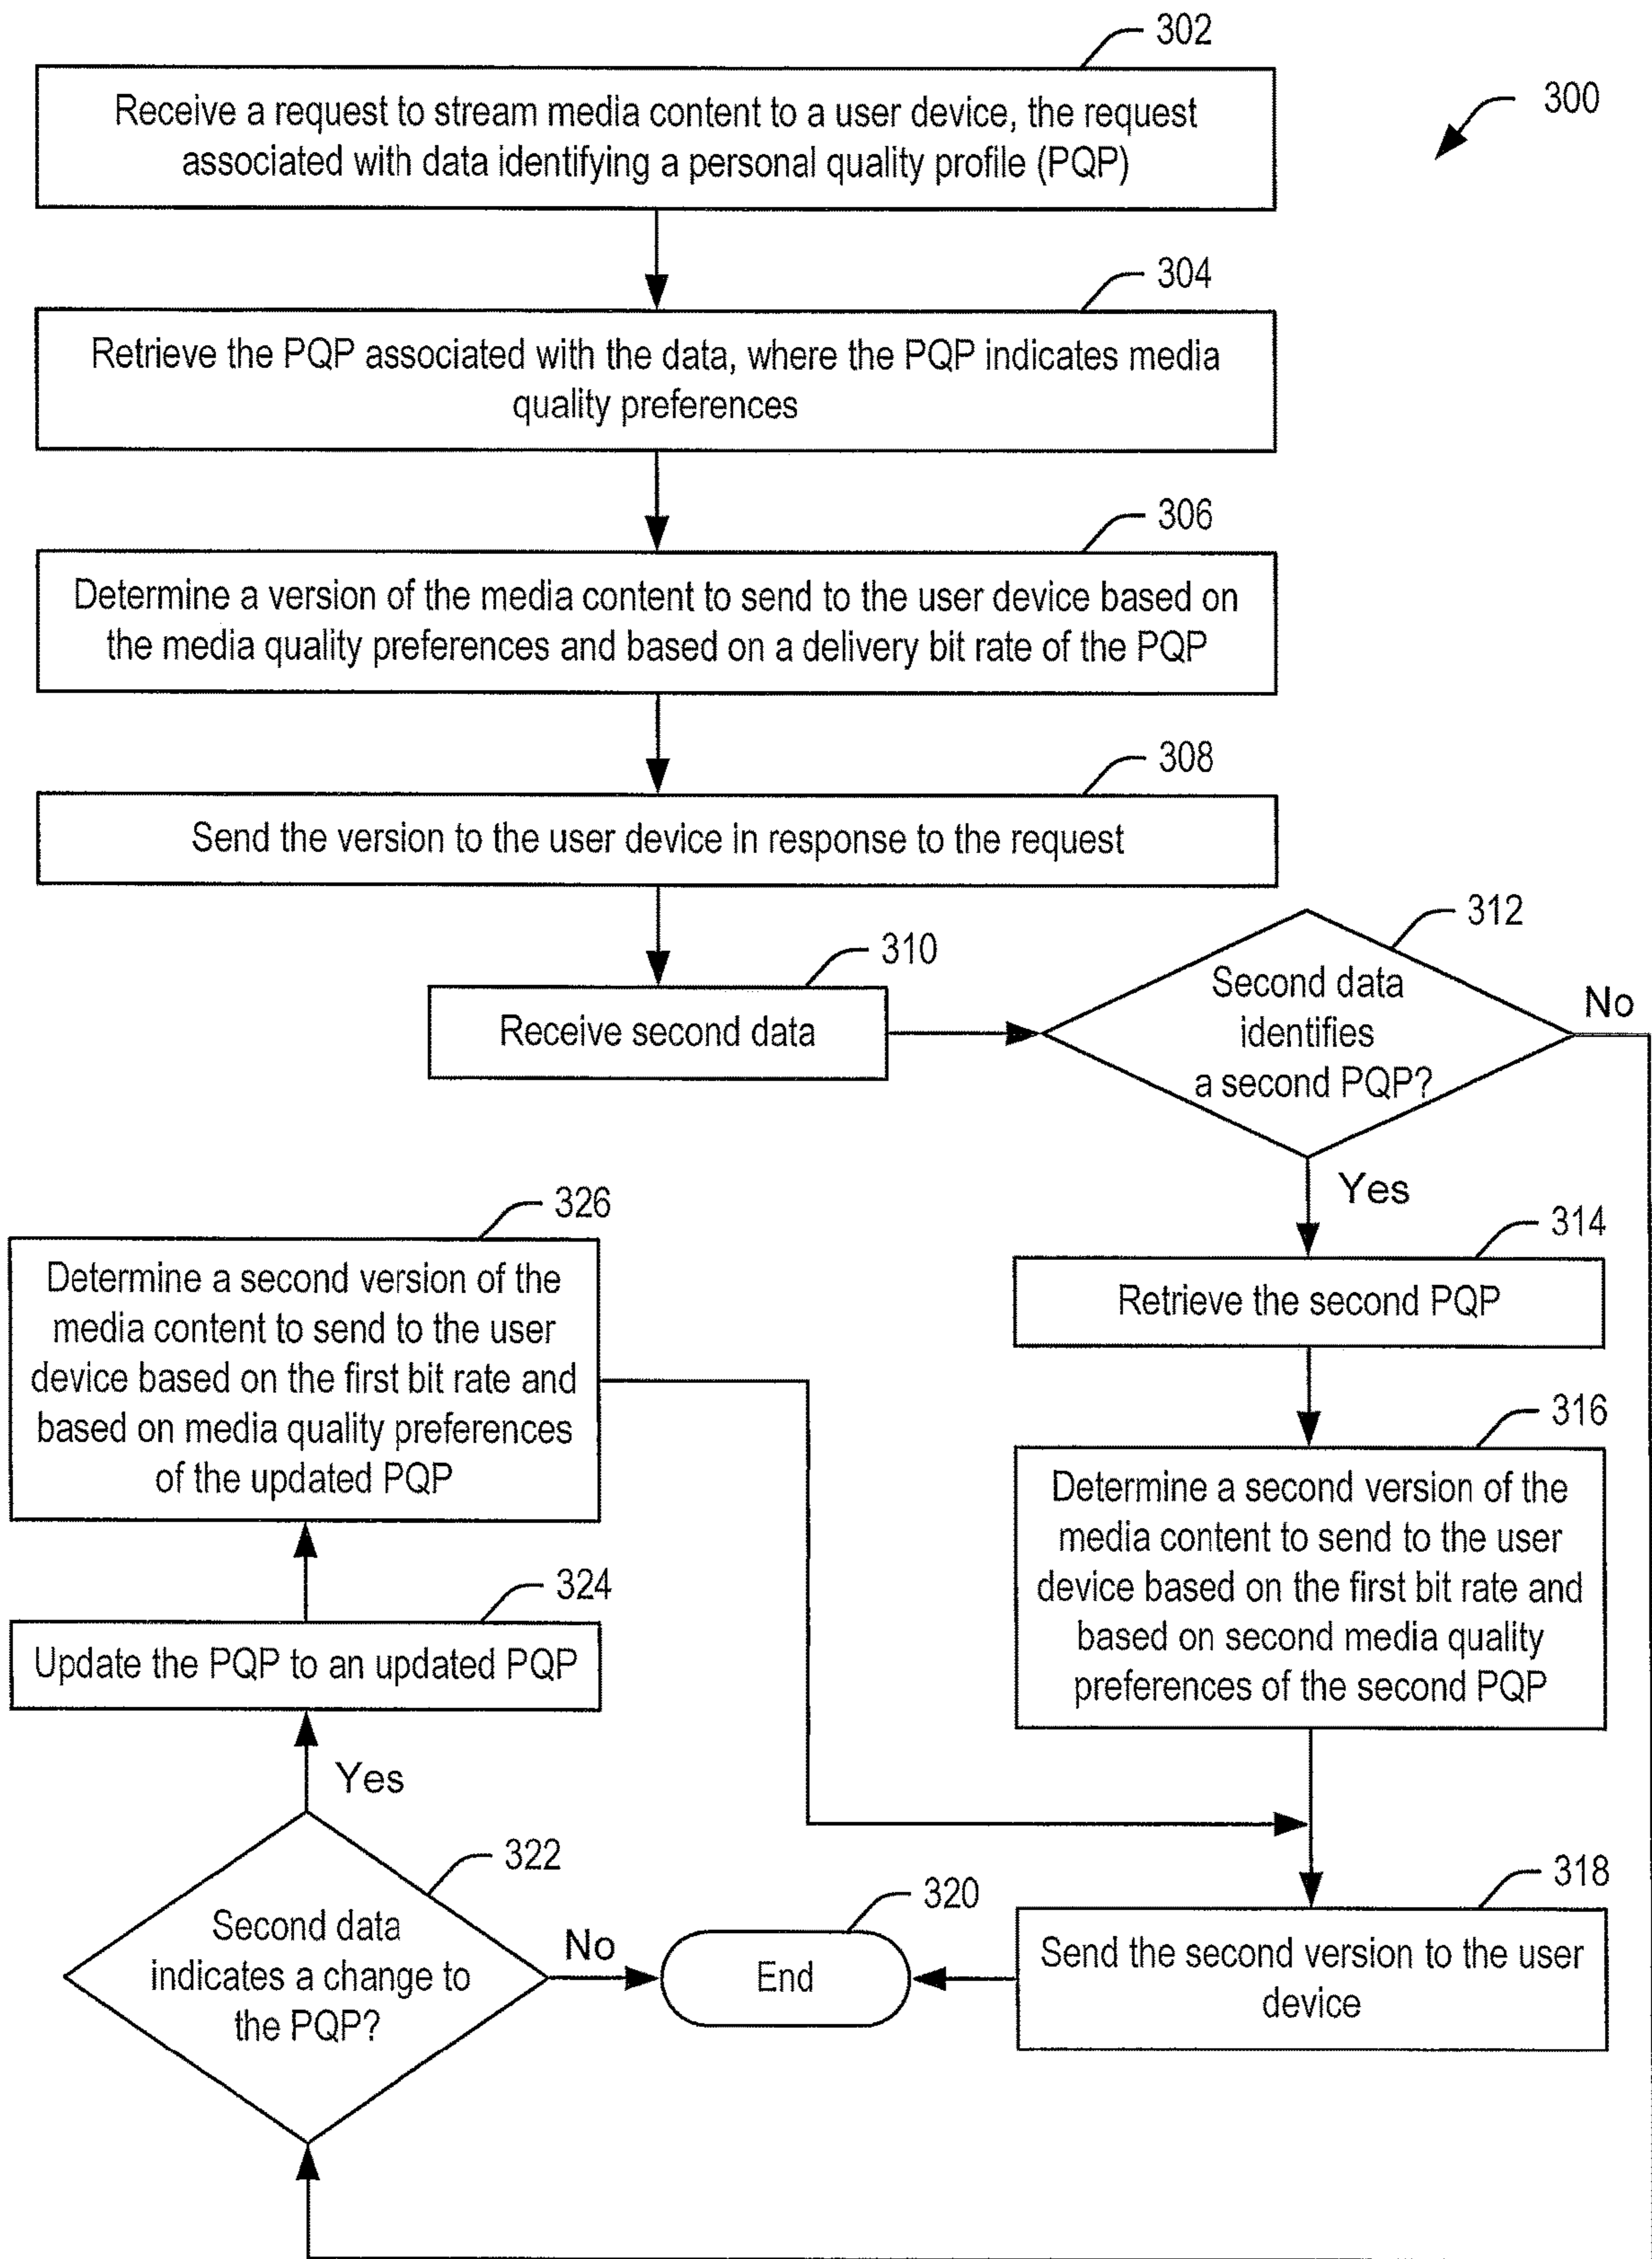 302
300
Receive a request to stream media content to a user device, the request
associated with data identifying a personal quality profile (PQP)
304
Retrieve the PQP associated with the data, where the PQP indicates media
quality preferences
306
Determine a version of the media content to send to the user device based on
the media quality preferences and based on a delivery bit rate of the PQP
308
Send the version to the user device in response to the request
310
Receive second data
312
Second data
identifies
a second PQP?
No
Yes
314
Retrieve the second PQP
316
Determine a second version of the
media content to send to the user
device based on the first bit rate and
based on second media quality
preferences of the second PQP
326
Determine a second version of the
media content to send to the user
device based on the first bit rate and
based on media quality preferences
of the updated PQP
324
Update the PQP to an updated PQP
Yes
322
Second data
indicates a change to
the PQP?
No
320
End
318
Send the second version to the user
device